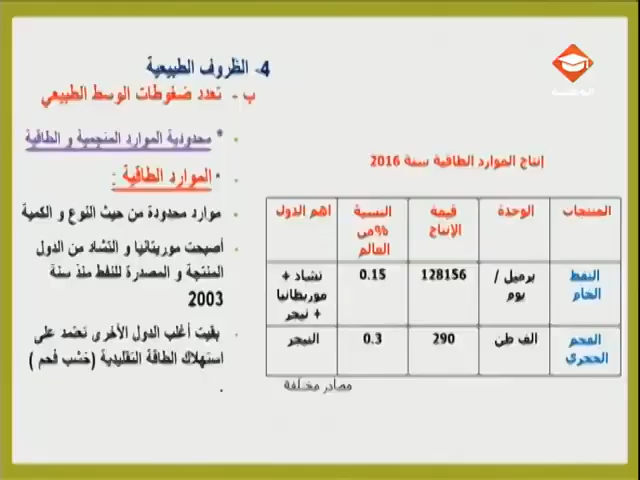 4- الظروف الطبيعية
ب - تعدد ضغوطات الوسط الطبيعي
* محدودية الموارد المنجمية و الطاقية
* الموارد الطاقية :
موارد محدودة من حيث النوع و الكمية
أصبحت موريتانيا و التشاد من الدول
المنتجة و المصدرة للنفط منذ سنة
2003
بقيت أغلب الدول الأخرى تعتمد على
استهلاك الطاقة التقليدية (خشب فحم )
.
الوطنية
إنتاج الموارد الطاقية سنة 2016
المنتجات الوحدة قيمة الإنتاج النسبة %من العالم اهم الدول
النفط الخام برميل / يوم 128156 0.15 تشاد + موريطانيا + نيجر
الفحم الحجري الف طن 290 0.3 النيجر
مصادر مختلفة